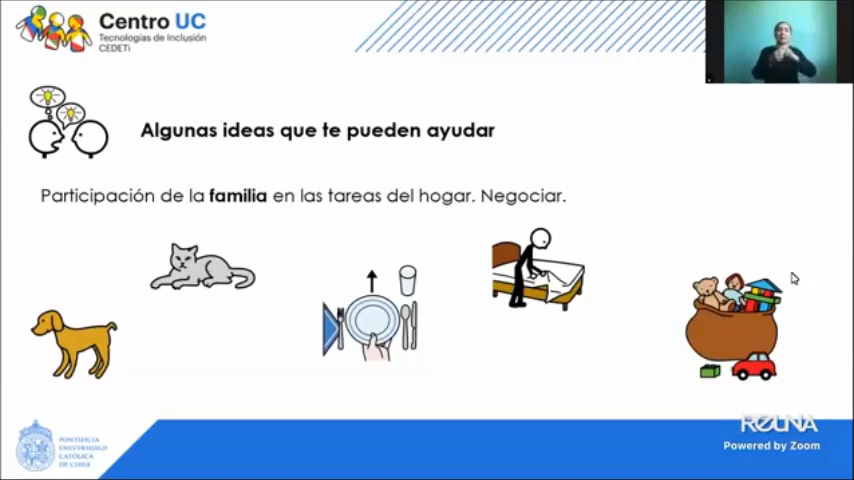 Centro UC
Tecnologías de Inclusión
CEDETi
Algunas ideas que te pueden ayudar
Participación de la familia en las tareas del hogar. Negociar.
PONTIFICIA
UNIVERSIDAD
CATÓLICA
DE CHILE
REUNA
Powered by Zoom